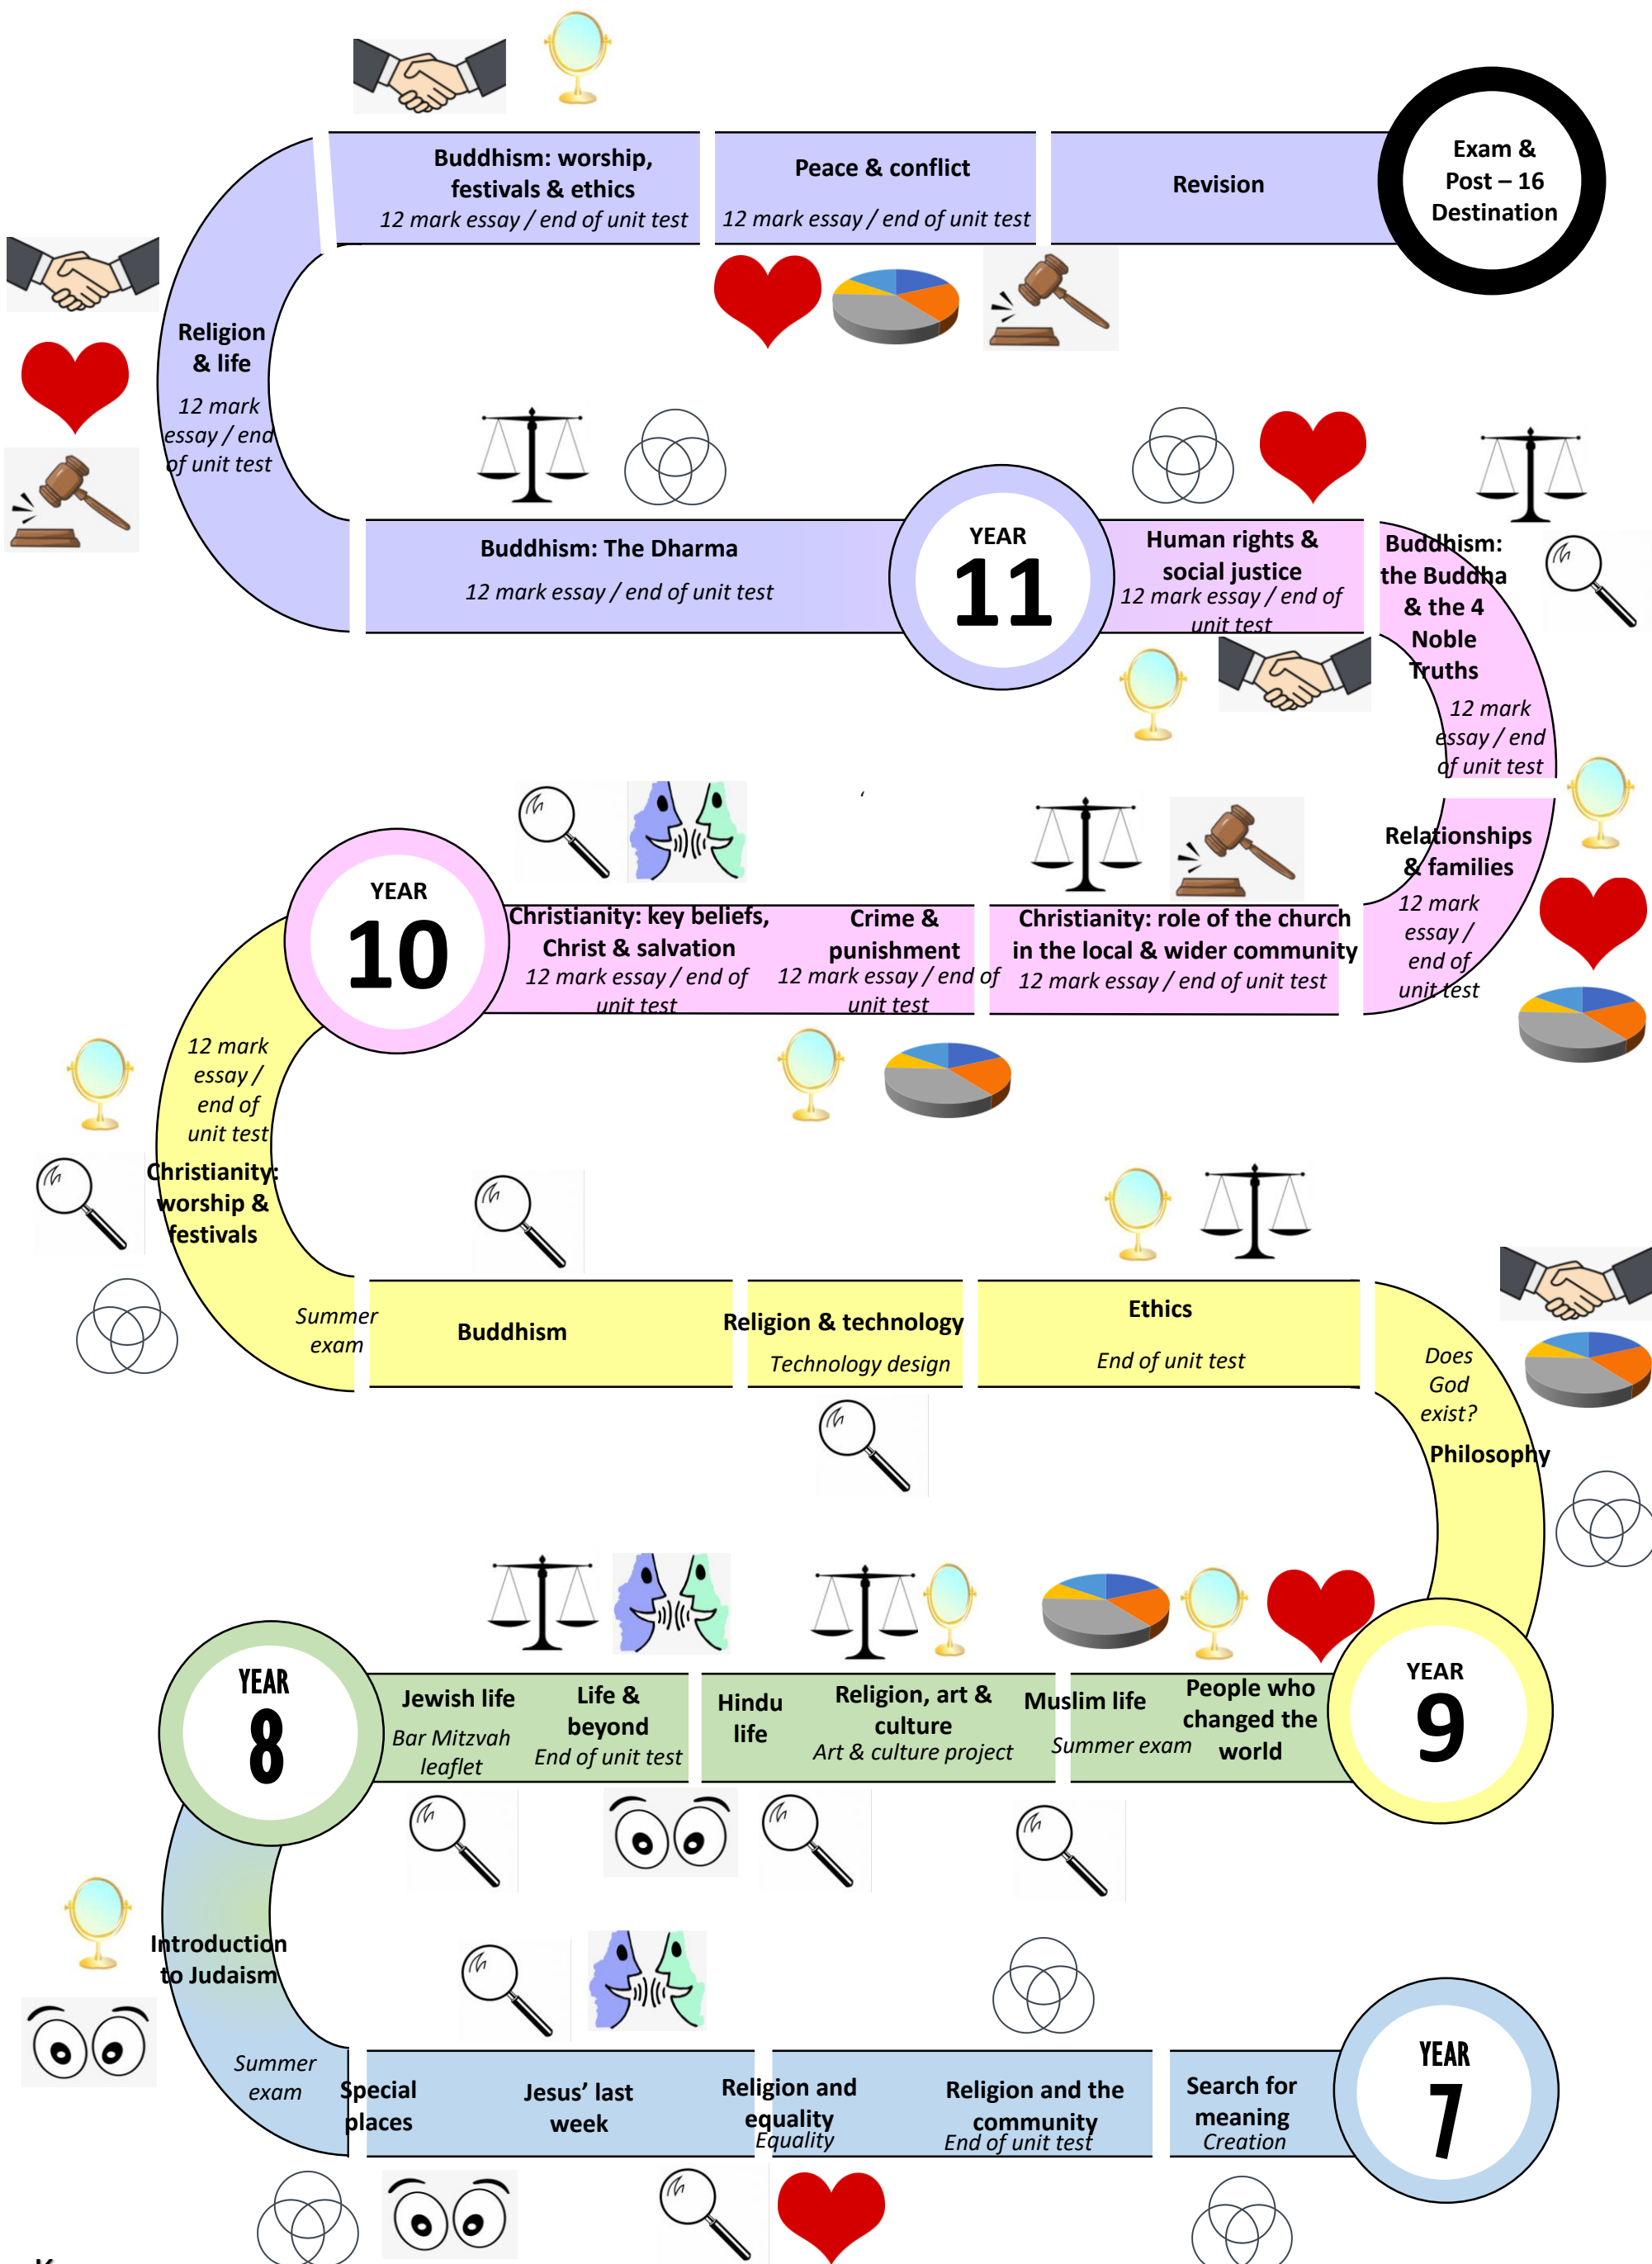 Buddhism: worship,
festivals & ethics
12 mark essay / end of unit test
Peace & conflict
12 mark essay / end of unit test
Revision
Exam &
Post – 16
Destination
Religion
& life
12 mark
essay / end
of unit test
Buddhism: The Dharma
12 mark essay / end of unit test
YEAR
11
Human rights &
social justice
12 mark essay / end of
unit test
Buddhism:
the Buddha
& the 4
Noble
Truths
12 mark
essay / end
of unit test
Relationships
& families
12 mark
essay /
end of
unit test
YEAR
10
Christianity: key beliefs,
Christ & salvation
12 mark essay / end of
unit test
Crime &
punishment
12 mark essay / end of
unit test
Christianity: role of the church
in the local & wider community
12 mark essay / end of unit test
12 mark
essay /
end of
unit test
Christianity:
worship &
festivals
Summer
exam
Buddhism
Religion & technology
Technology design
Ethics
End of unit test
Does
God
exist?
Philosophy
YEAR
8
Jewish life
Bar Mitzvah
leaflet
Life &
beyond
End of unit test
Hindu
life
Religion, art &
culture
Art & culture project
Muslim life
Summer exam
People who
changed the
world
YEAR
9
Introduction
to Judaism
Summer
exam
Special
places
Jesus’ last
week
Religion and
equality
Equality
Religion and the
community
End of unit test
Search for
meaning
Creation
YEAR
7